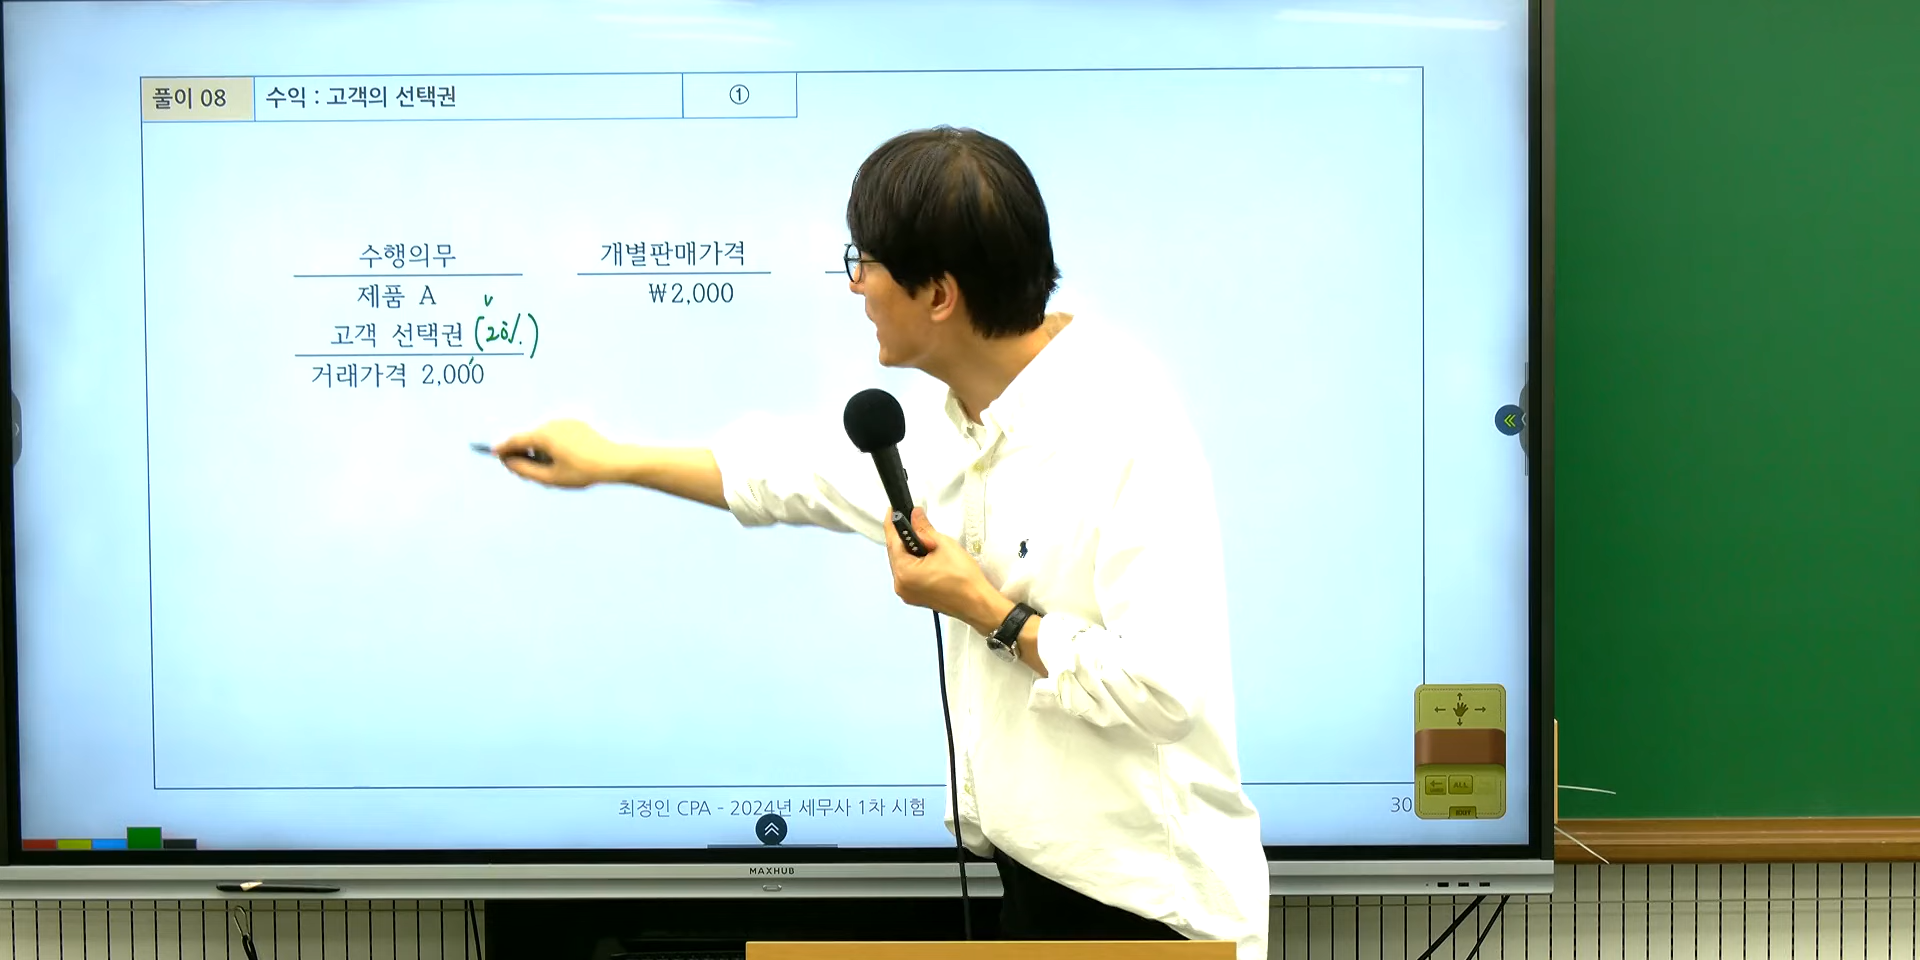 풀이 08 수익 : 고객의 선택권 ①
수행의무 개별판매가격
제품 A ₩2,000
고객 선택권 (20%)
거래가격 2,000
최정인 CPA - 2024년 세무사 1차 시험
30
ALL
EXIT
MAXHUB